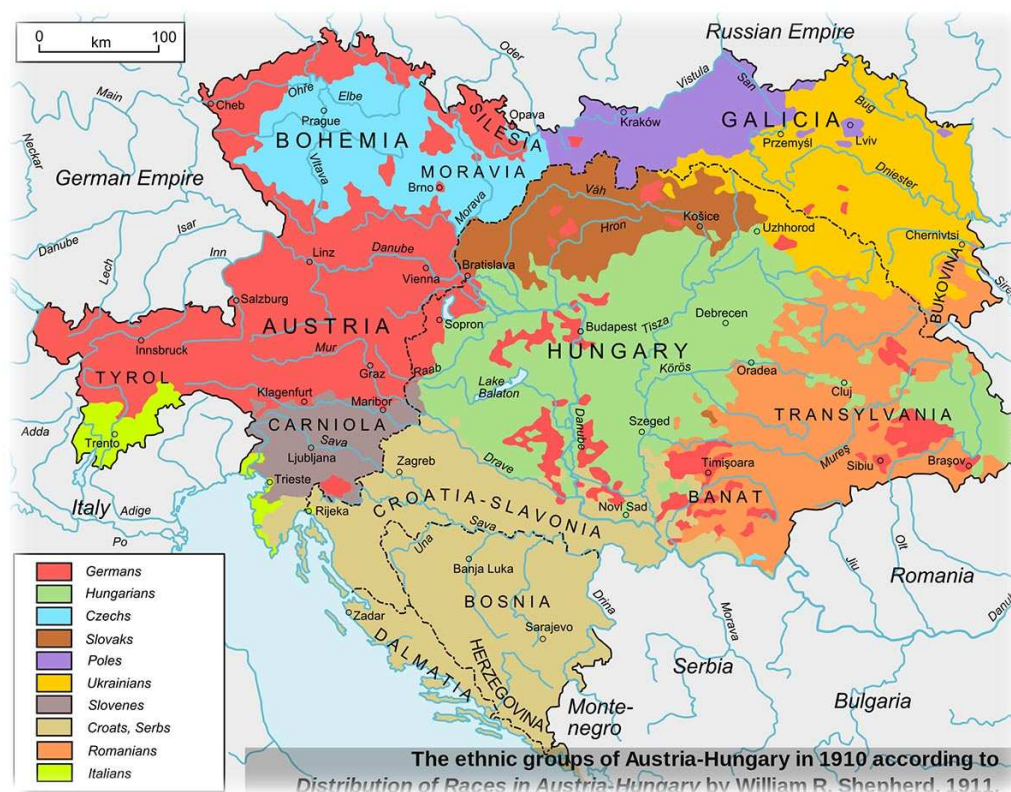 0 100
km
Russian Empire
Oder
Vistula
San
Bug
Main
Cheb
Ohře
Elbe
Prague
Opava
SILESIA
Kraków
GALICIA
Przemyśl
Lviv
Neckar
BOHEMIA
Vltava
MORAVIA
Brno
Morava
Dniester
German Empire
Váh
Hron
Košice
Uzhhorod
Chernivtsi
Danube
Isar
Lech
Inn
Linz
Danube
Vienna
Bratislava
BUKOVINA
Salzburg
AUSTRIA
Sopron
Budapest
Tisza
Debrecen
Innsbruck
Mur
Graz
Raab
HUNGARY
Körös
Oradea
Cluj
TYROL
Klagenfurt
Maribor
Lake
Balaton
Danube
TRANSYLVANIA
Adda
Trento
CARNIOLA
Sava
Ljubljana
Szeged
Mureş
Zagreb
Drave
Timişoara
Sibiu
Braşov
Italy
Adige
Po
Trieste
Rijeka
CROATIA-SLAVONIA
Sava
Novi Sad
BANAT
Una
Banja Luka
Drina
Jiu
Olt
Romania
BOSNIA
Zadar
Sarajevo
Morava
DALMATIA
HERZEGOVINA
Serbia
Monte-
negro
Bulgaria
Germans
Hungarians
Czechs
Slovaks
Poles
Ukrainians
Slovenes
Croats, Serbs
Romanians
Italians
The ethnic groups of Austria-Hungary in 1910 according to
Distribution of Races in Austria-Hungary by William R. Shepherd, 1911.